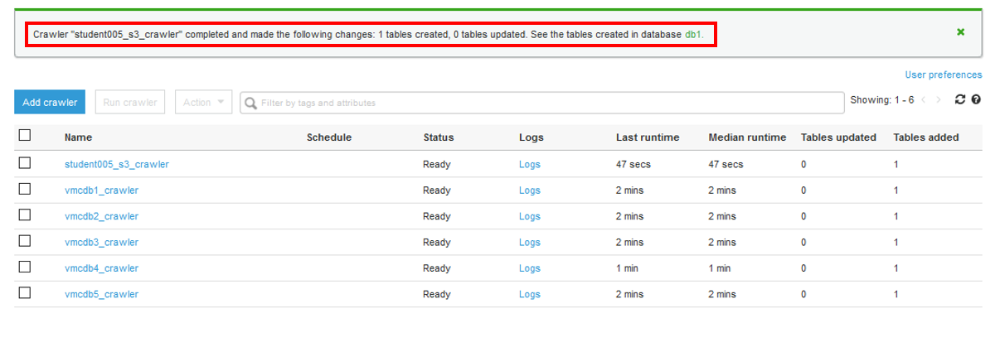 Crawler "student005_s3_crawler" completed and made the following changes: 1 tables created, 0 tables updated. See the tables created in database db1.
User preferences
Add crawler Run crawler Action Filter by tags and attributes Showing: 1 - 6
Name Schedule Status Logs Last runtime Median runtime Tables updated Tables added
student005_s3_crawler Ready Logs 47 secs 47 secs 0 1
vmcdb1_crawler Ready Logs 2 mins 2 mins 0 1
vmcdb2_crawler Ready Logs 2 mins 2 mins 0 1
vmcdb3_crawler Ready Logs 2 mins 2 mins 0 1
vmcdb4_crawler Ready Logs 1 min 1 min 0 1
vmcdb5_crawler Ready Logs 2 mins 2 mins 0 1